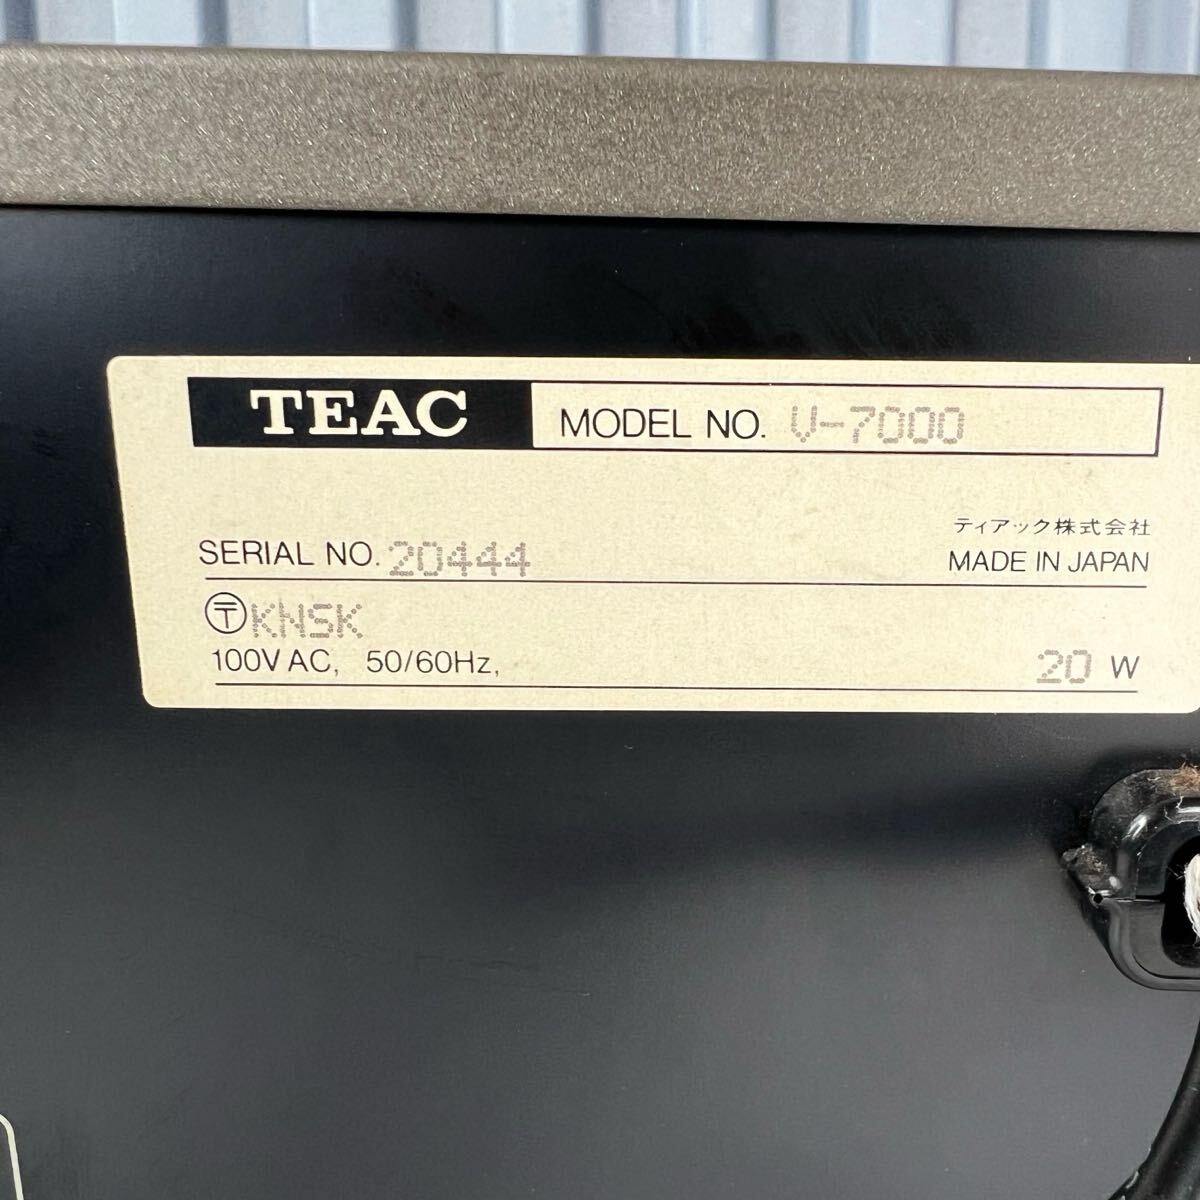 TEAC MODEL NO. V-7000
ティアック株式会社
SERIAL NO. 20444 MADE IN JAPAN
〶KNSK
100V AC, 50/60Hz, 20 W